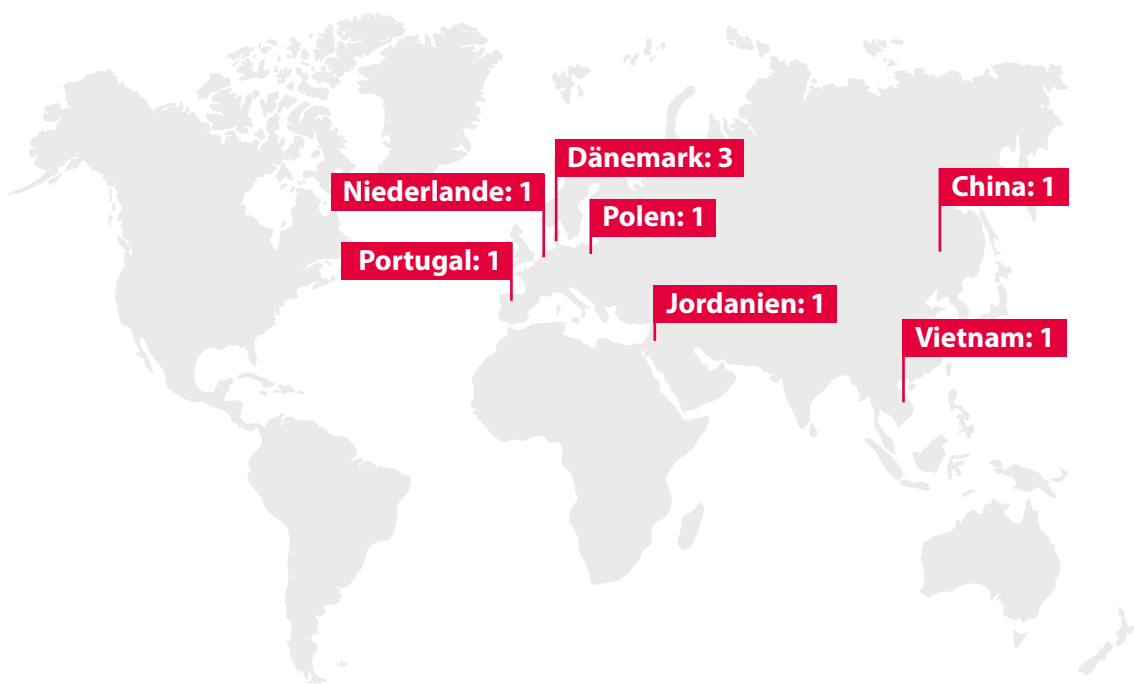 Dänemark: 3
Niederlande: 1
China: 1
Polen: 1
Portugal: 1
Jordanien: 1
Vietnam: 1